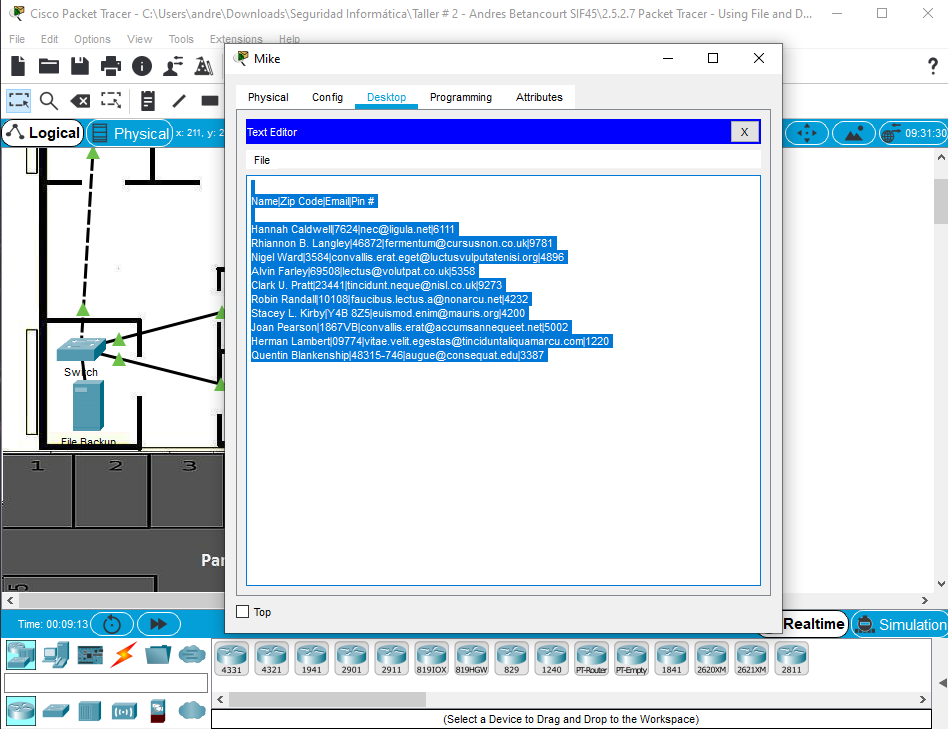 Cisco Packet Tracer - C:\Users\andre\Downloads\Seguridad Informática\Taller # 2 - Andres Betancourt SIF45\2.5.2.7 Packet Tracer - Using File and D...
File Edit Options View Tools Extensions Help
Mike
Physical Config Desktop Programming Attributes
Logical
Physical
x: 211, y: 2
09:31:30
Text Editor
X
File
Name|Zip Code|Email|Pin #
Hannah Caldwell|7624|nec@ligula.net|6111
Rhiannon B. Langley|46872|fermentum@cursusnon.co.uk|9781
Nigel Ward|3584|convallis.erat.eget@luctusvulputatenisi.org|4896
Alvin Farley|69508|lectus@volutpat.co.uk|5358
Clark U. Pratt|23441|tincidunt.neque@nisl.co.uk|9273
Robin Randall|10108|faucibus.lectus.a@nonarcu.net|4232
Stacey L. Kirby|Y4B 8Z5|euismod.enim@mauris.org|4200
Joan Pearson|1867VB|convallis.erat@accumsannequeet.net|5002
Herman Lambert|09774|vitae.velit.egestas@tinciduntaliquamarcu.com|1220
Quentin Blankenship|48315-746|augue@consequat.edu|3387
Switch
File Backup
1 2 3
Par
5
Top
Time: 00:09:13
Realtime
Simulation
4331 4321 1941 2901 2911 819IOX 819HGW 829 1240 PT-Router PT-Empty 1841 2620XM 2621XM 2811
(Select a Device to Drag and Drop to the Workspace)